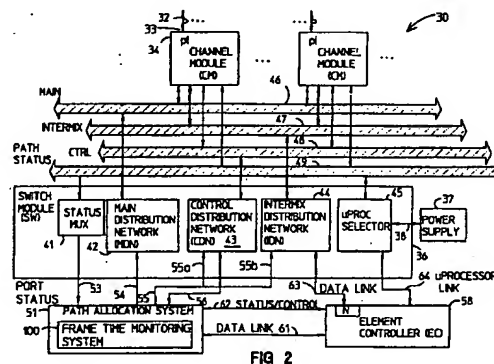 30
32
33
34
pi
CHANNEL
MODULE (CM)
pi
CHANNEL
MODULE (CM)
MAIN
46
INTERMIX
47
CTRL
48
PATH
STATUS
49
SWITCH
MODULE (SW)
STATUS
MUX
41
MAIN
DISTRIBUTION
NETWORK (MDN)
42
CONTROL
DISTRIBUTION
NETWORK (CDN)
43
44
INTERMIX
DISTRIBUTION
NETWORK (IDN)
45
uPROC
SELECTOR
37
POWER
SUPPLY
38
36
PORT
STATUS
53
54
55
55a
55b
56
63
DATA LINK
64 uPROCESSOR
LINK
51
PATH ALLOCATION SYSTEM
100
FRAME TIME MONITORING
SYSTEM
62 STATUS/CONTROL
DATA LINK 61
N
ELEMENT
CONTROLLER (EC)
58
FIG 2